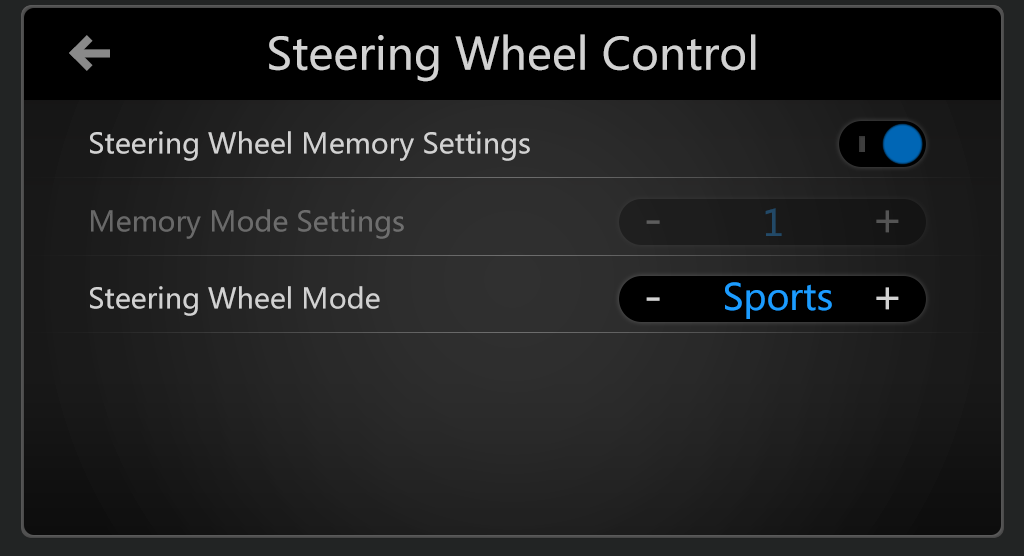 Steering Wheel Control
Steering Wheel Memory Settings
Memory Mode Settings - 1 +
Steering Wheel Mode - Sports +